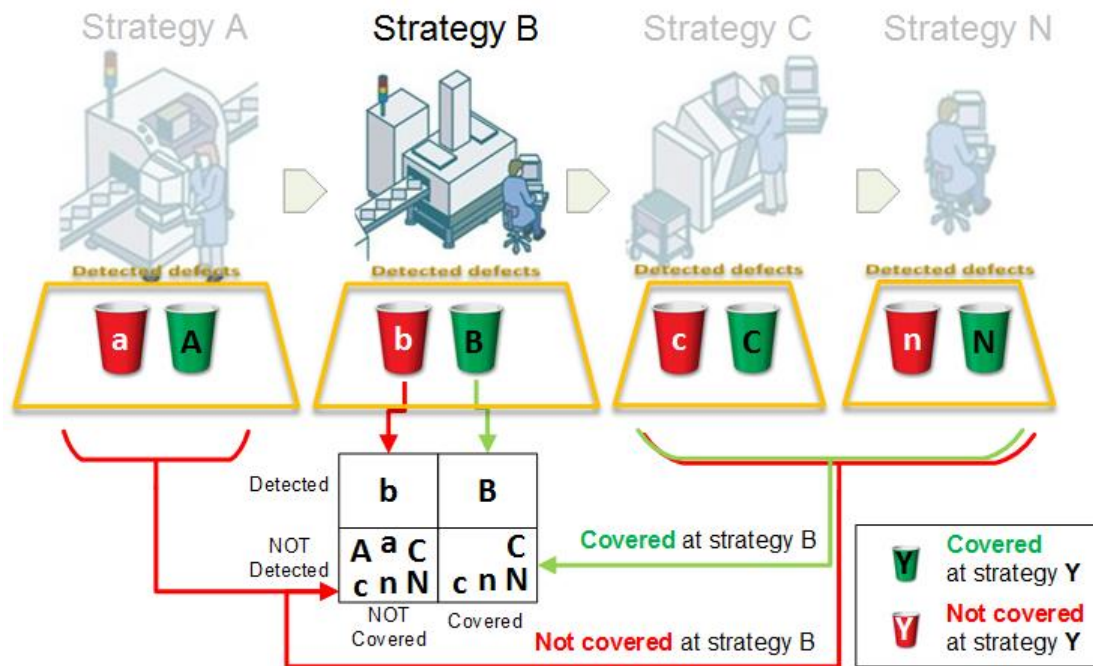 Strategy A
Strategy B
Strategy C
Strategy N
Detected defects
Detected defects
Detected defects
Detected defects
a
A
b
B
c
C
n
N
Detected
b
B
NOT
Detected
A a C
c n N
C
c n N
NOT
Covered
Covered
Covered at strategy B
Not covered at strategy B
Y
Covered
at strategy Y
Y
Not covered
at strategy Y